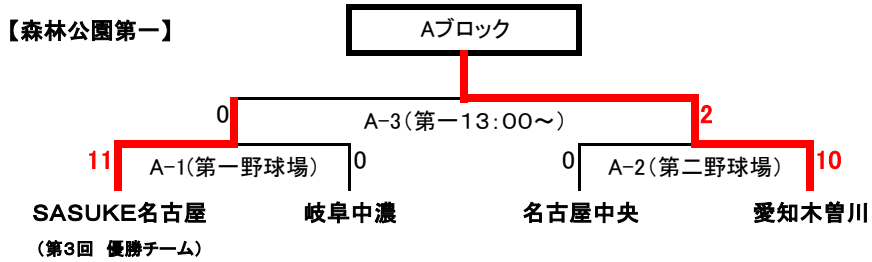 【森林公園第一】
Aブロック
0
A-3(第一13:00~)
2
11
A-1(第一野球場)
0
0
A-2(第二野球場)
10
SASUKE名古屋
岐阜中濃
名古屋中央
愛知木曽川
(第3回 優勝チーム)